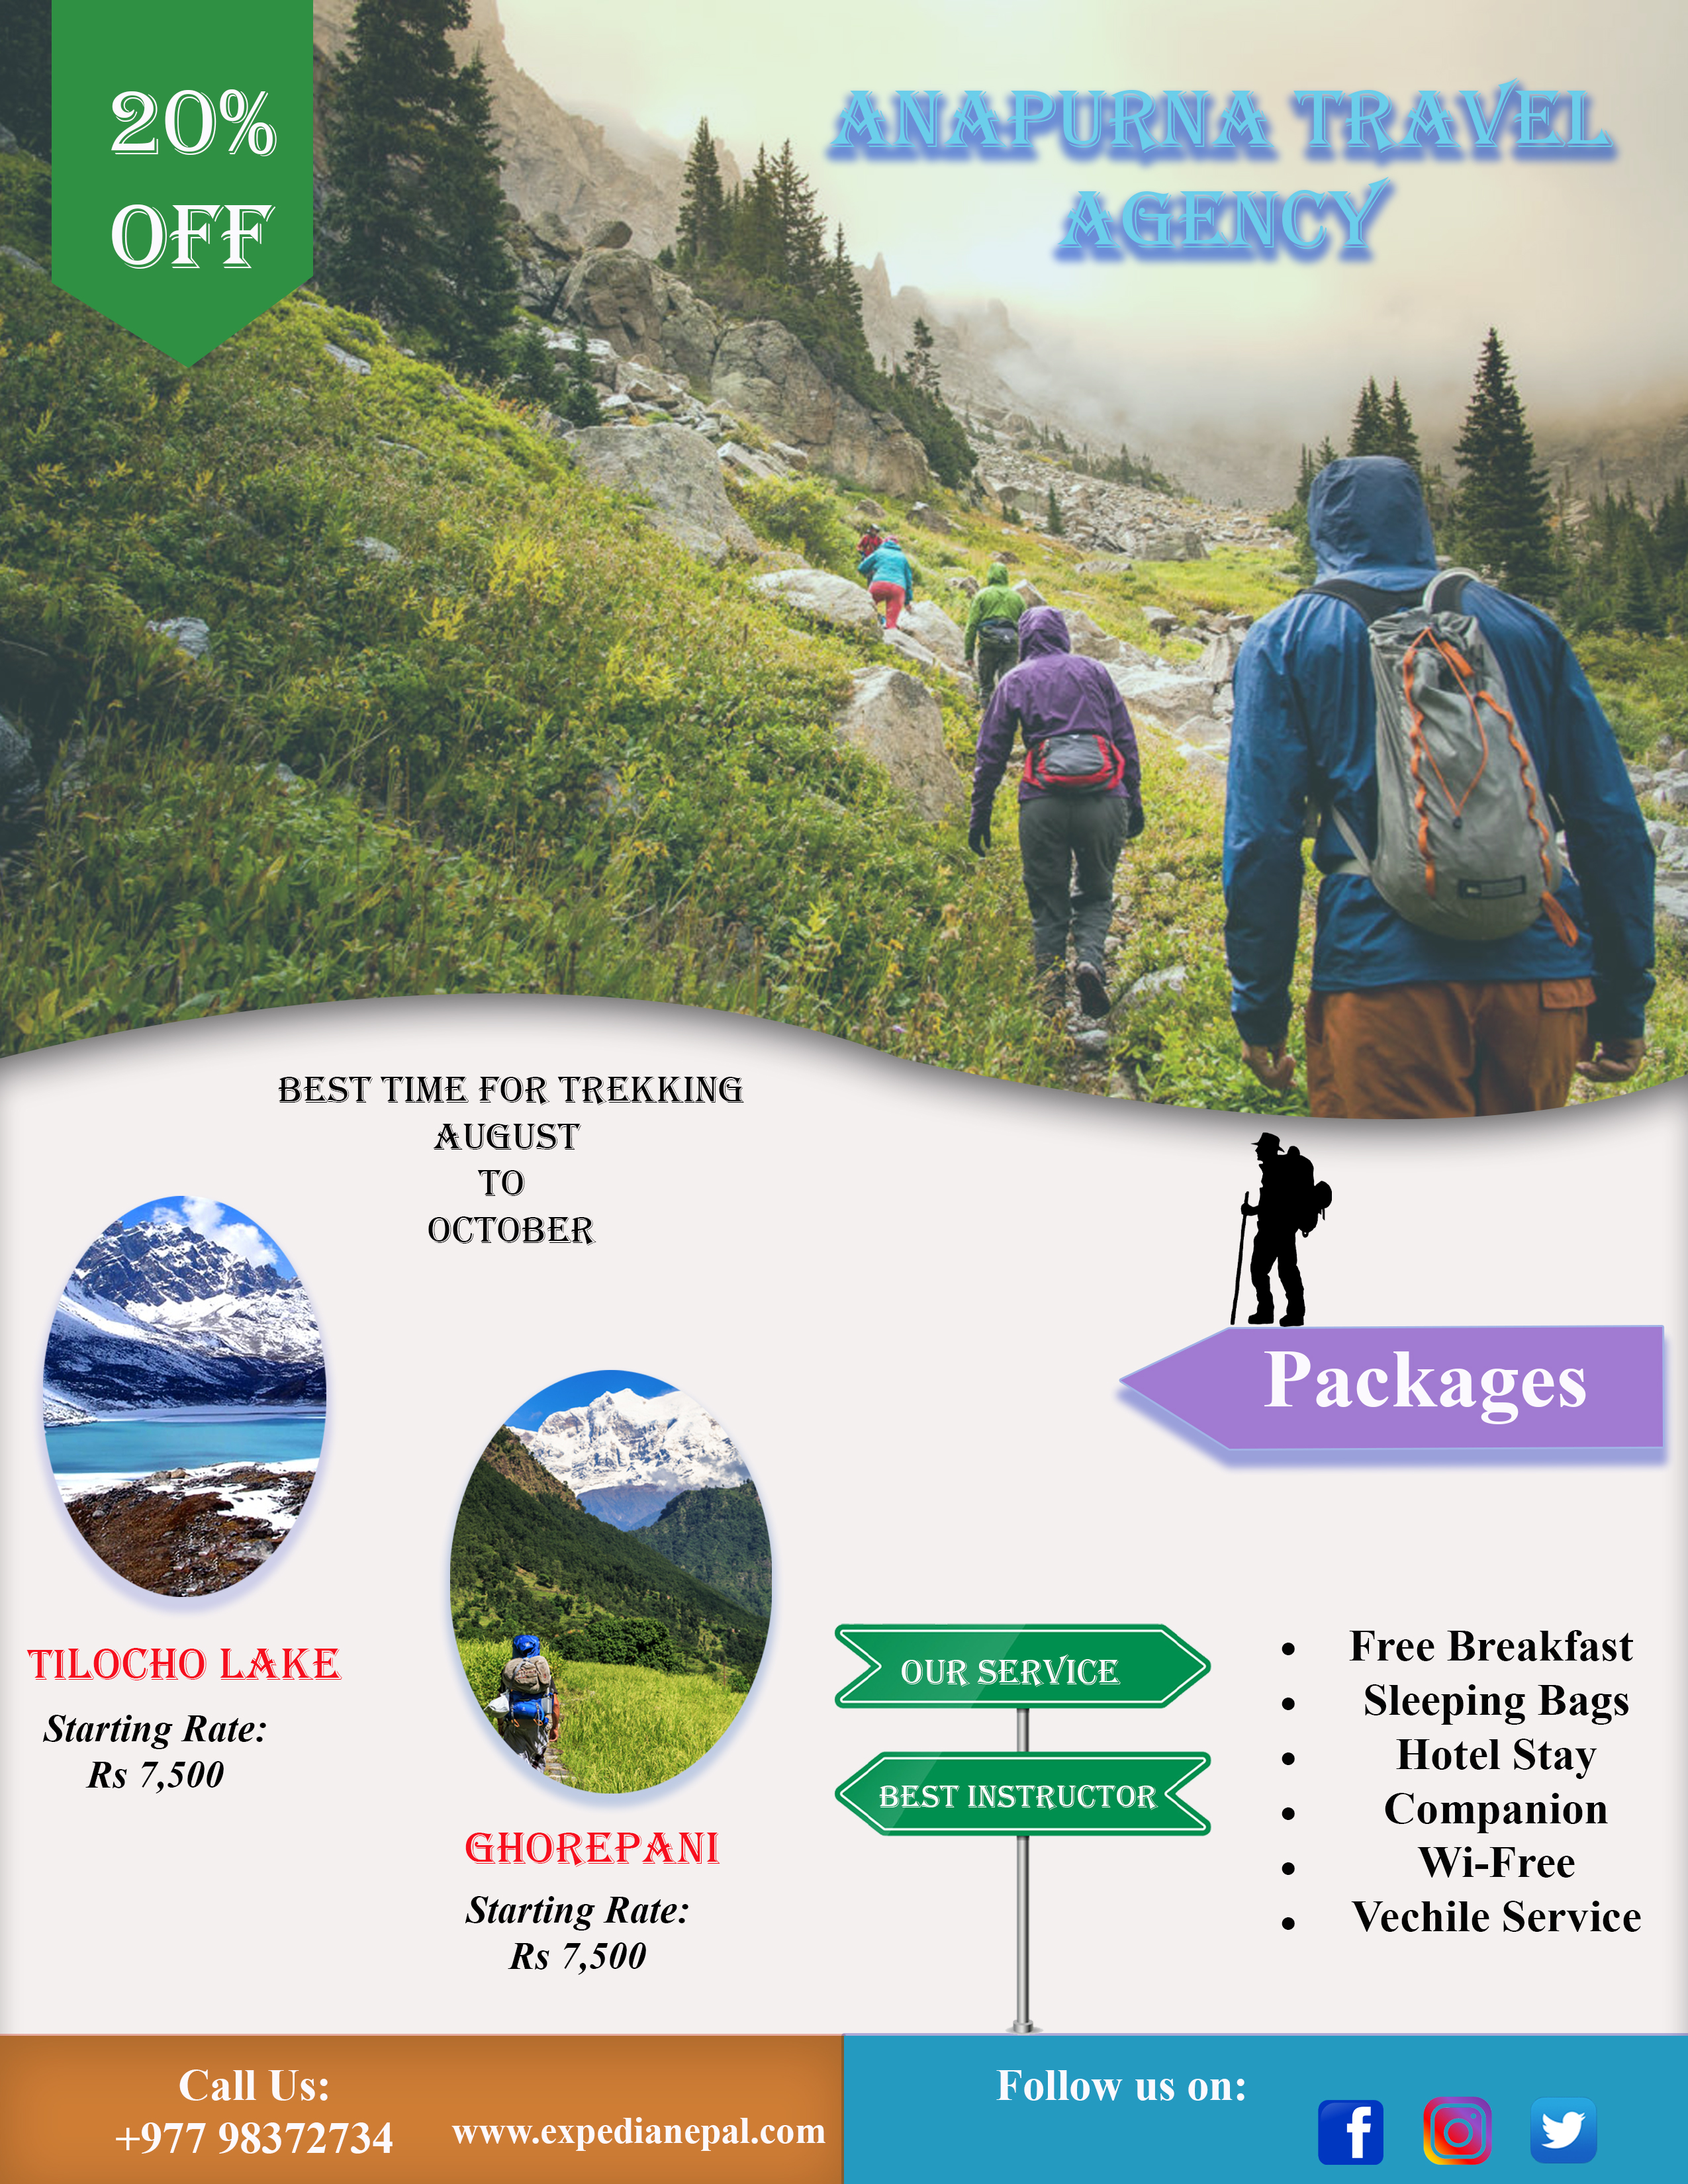 20%
OFF
ANAPURNA TRAVEL
AGENCY
BEST TIME FOR TREKKING
AUGUST
TO
OCTOBER
Packages
TILOCHO LAKE
Starting Rate:
Rs 7,500
GHOREPANI
Starting Rate:
Rs 7,500
OUR SERVICE
BEST INSTRUCTOR
• Free Breakfast
• Sleeping Bags
• Hotel Stay
• Companion
• Wi-Free
• Vechile Service
Call Us:
+977 98372734
www.expedianepal.com
Follow us on: